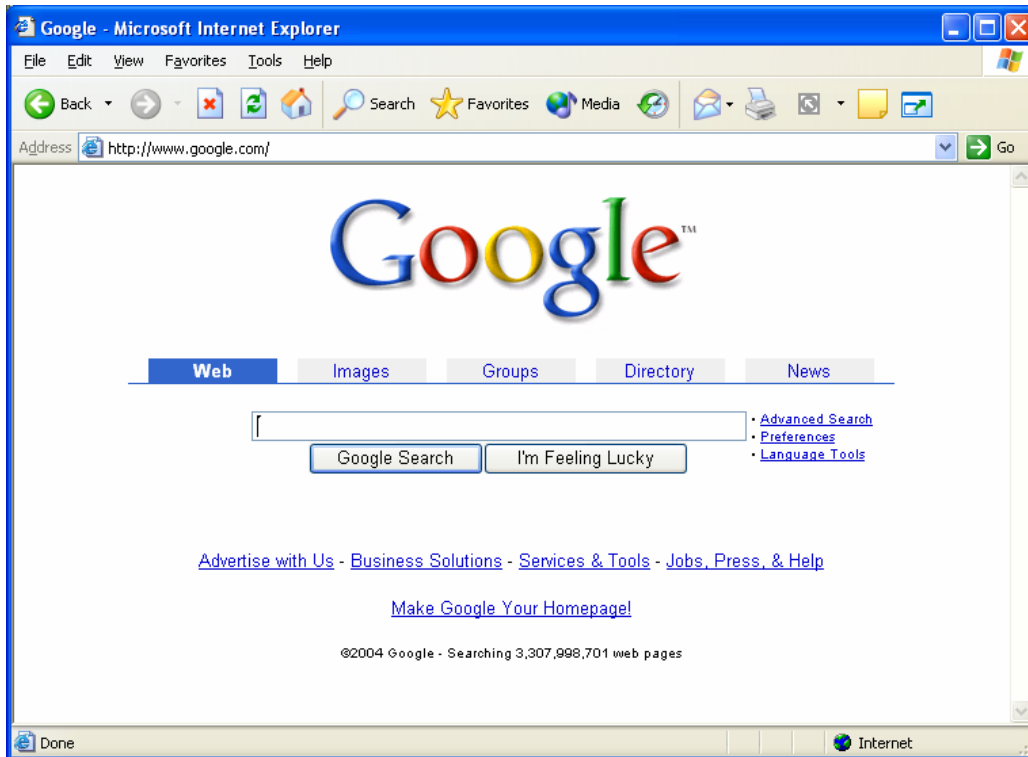 Google - Microsoft Internet Explorer
File Edit View Favorites Tools Help
Back Search Favorites Media
Address http://www.google.com/ Go
Google™
Web Images Groups Directory News
· Advanced Search
· Preferences
· Language Tools
Google Search I'm Feeling Lucky
Advertise with Us - Business Solutions - Services & Tools - Jobs, Press, & Help
Make Google Your Homepage!
©2004 Google - Searching 3,307,998,701 web pages
Done Internet